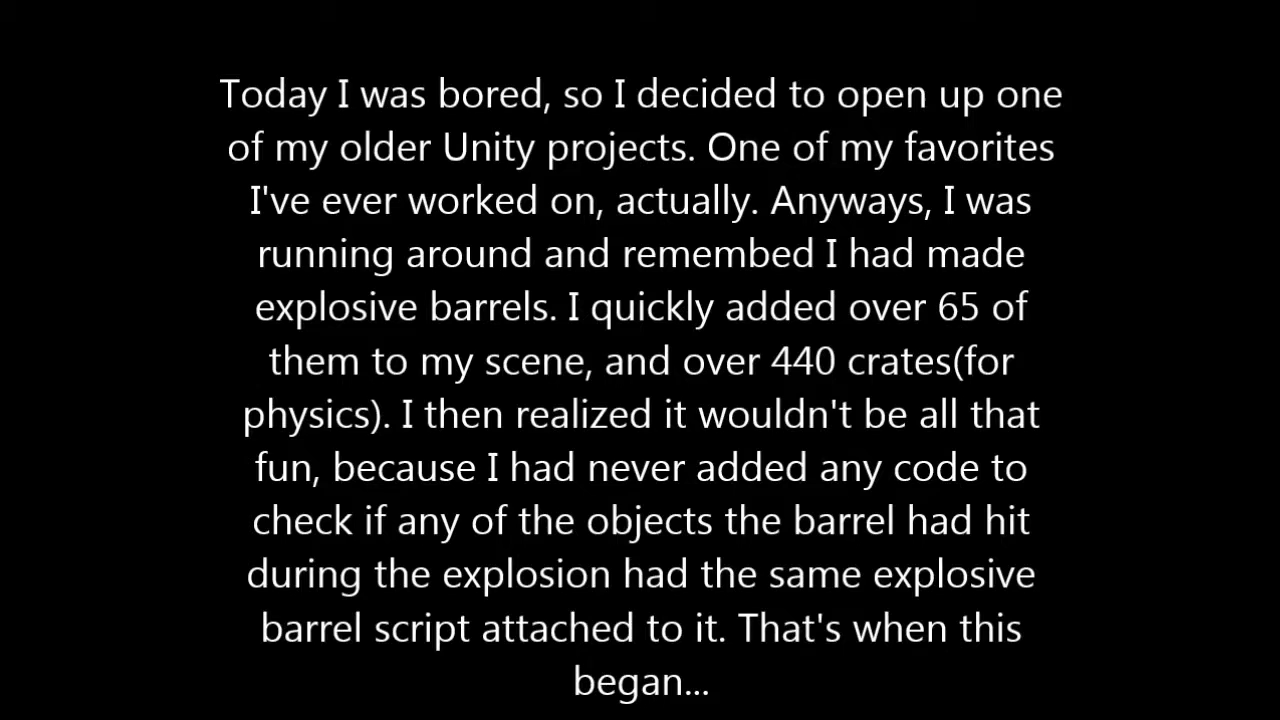 Today I was bored, so I decided to open up one
of my older Unity projects. One of my favorites
I've ever worked on, actually. Anyways, I was
running around and remembed I had made
explosive barrels. I quickly added over 65 of
them to my scene, and over 440 crates(for
physics). I then realized it wouldn't be all that
fun, because I had never added any code to
check if any of the objects the barrel had hit
during the explosion had the same explosive
barrel script attached to it. That's when this
began...